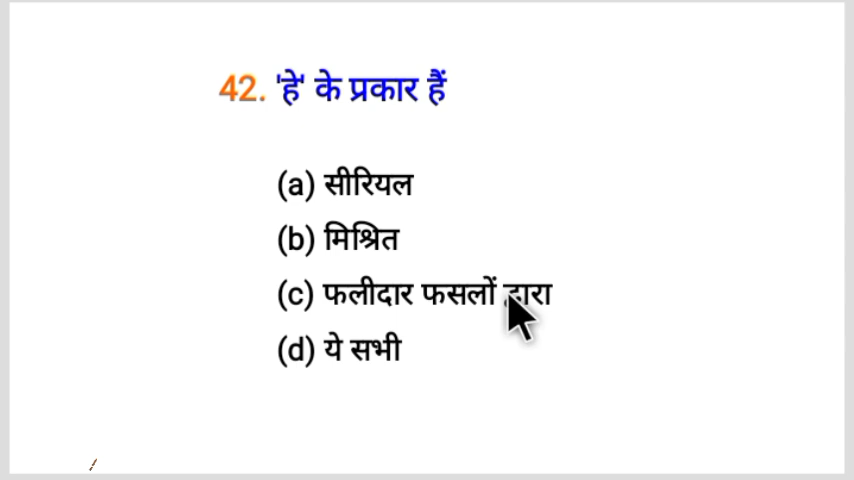 42. 'हे' के प्रकार हैं
(a) सीरियल
(b) मिश्रित
(c) फलीदार फसलों द्वारा
(d) ये सभी